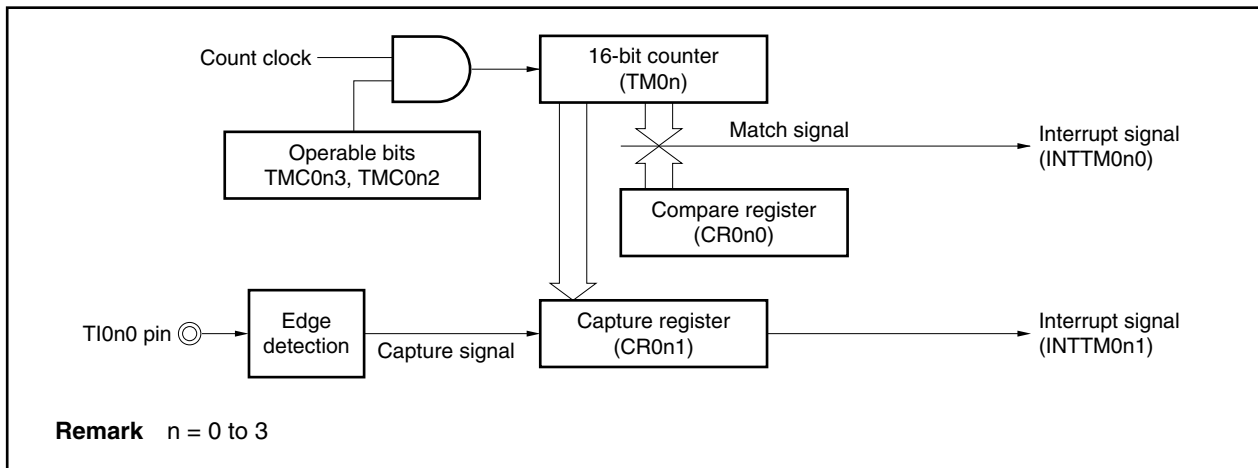 Count clock
16-bit counter
(TM0n)
Operable bits
TMC0n3, TMC0n2
Match signal
Interrupt signal
(INTTM0n0)
Compare register
(CR0n0)
TI0n0 pin
Edge
detection
Capture signal
Capture register
(CR0n1)
Interrupt signal
(INTTM0n1)
Remark n = 0 to 3